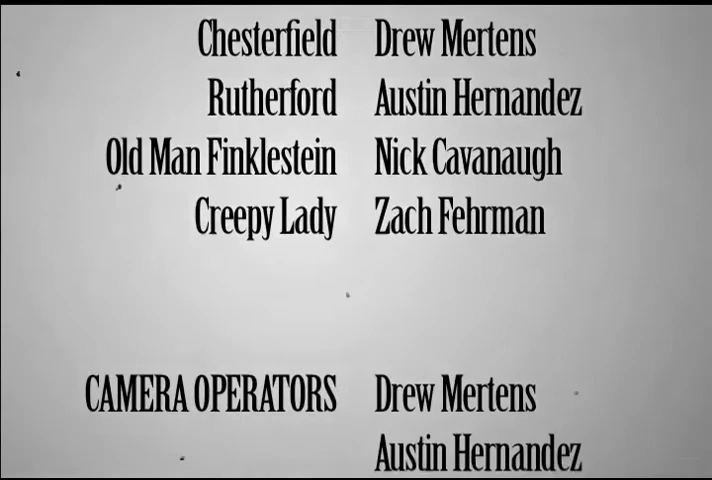 Chesterfield Drew Mertens
Rutherford Austin Hernandez
Old Man Finklestein Nick Cavanaugh
Creepy Lady Zach Fehrman
CAMERA OPERATORS Drew Mertens
Austin Hernandez